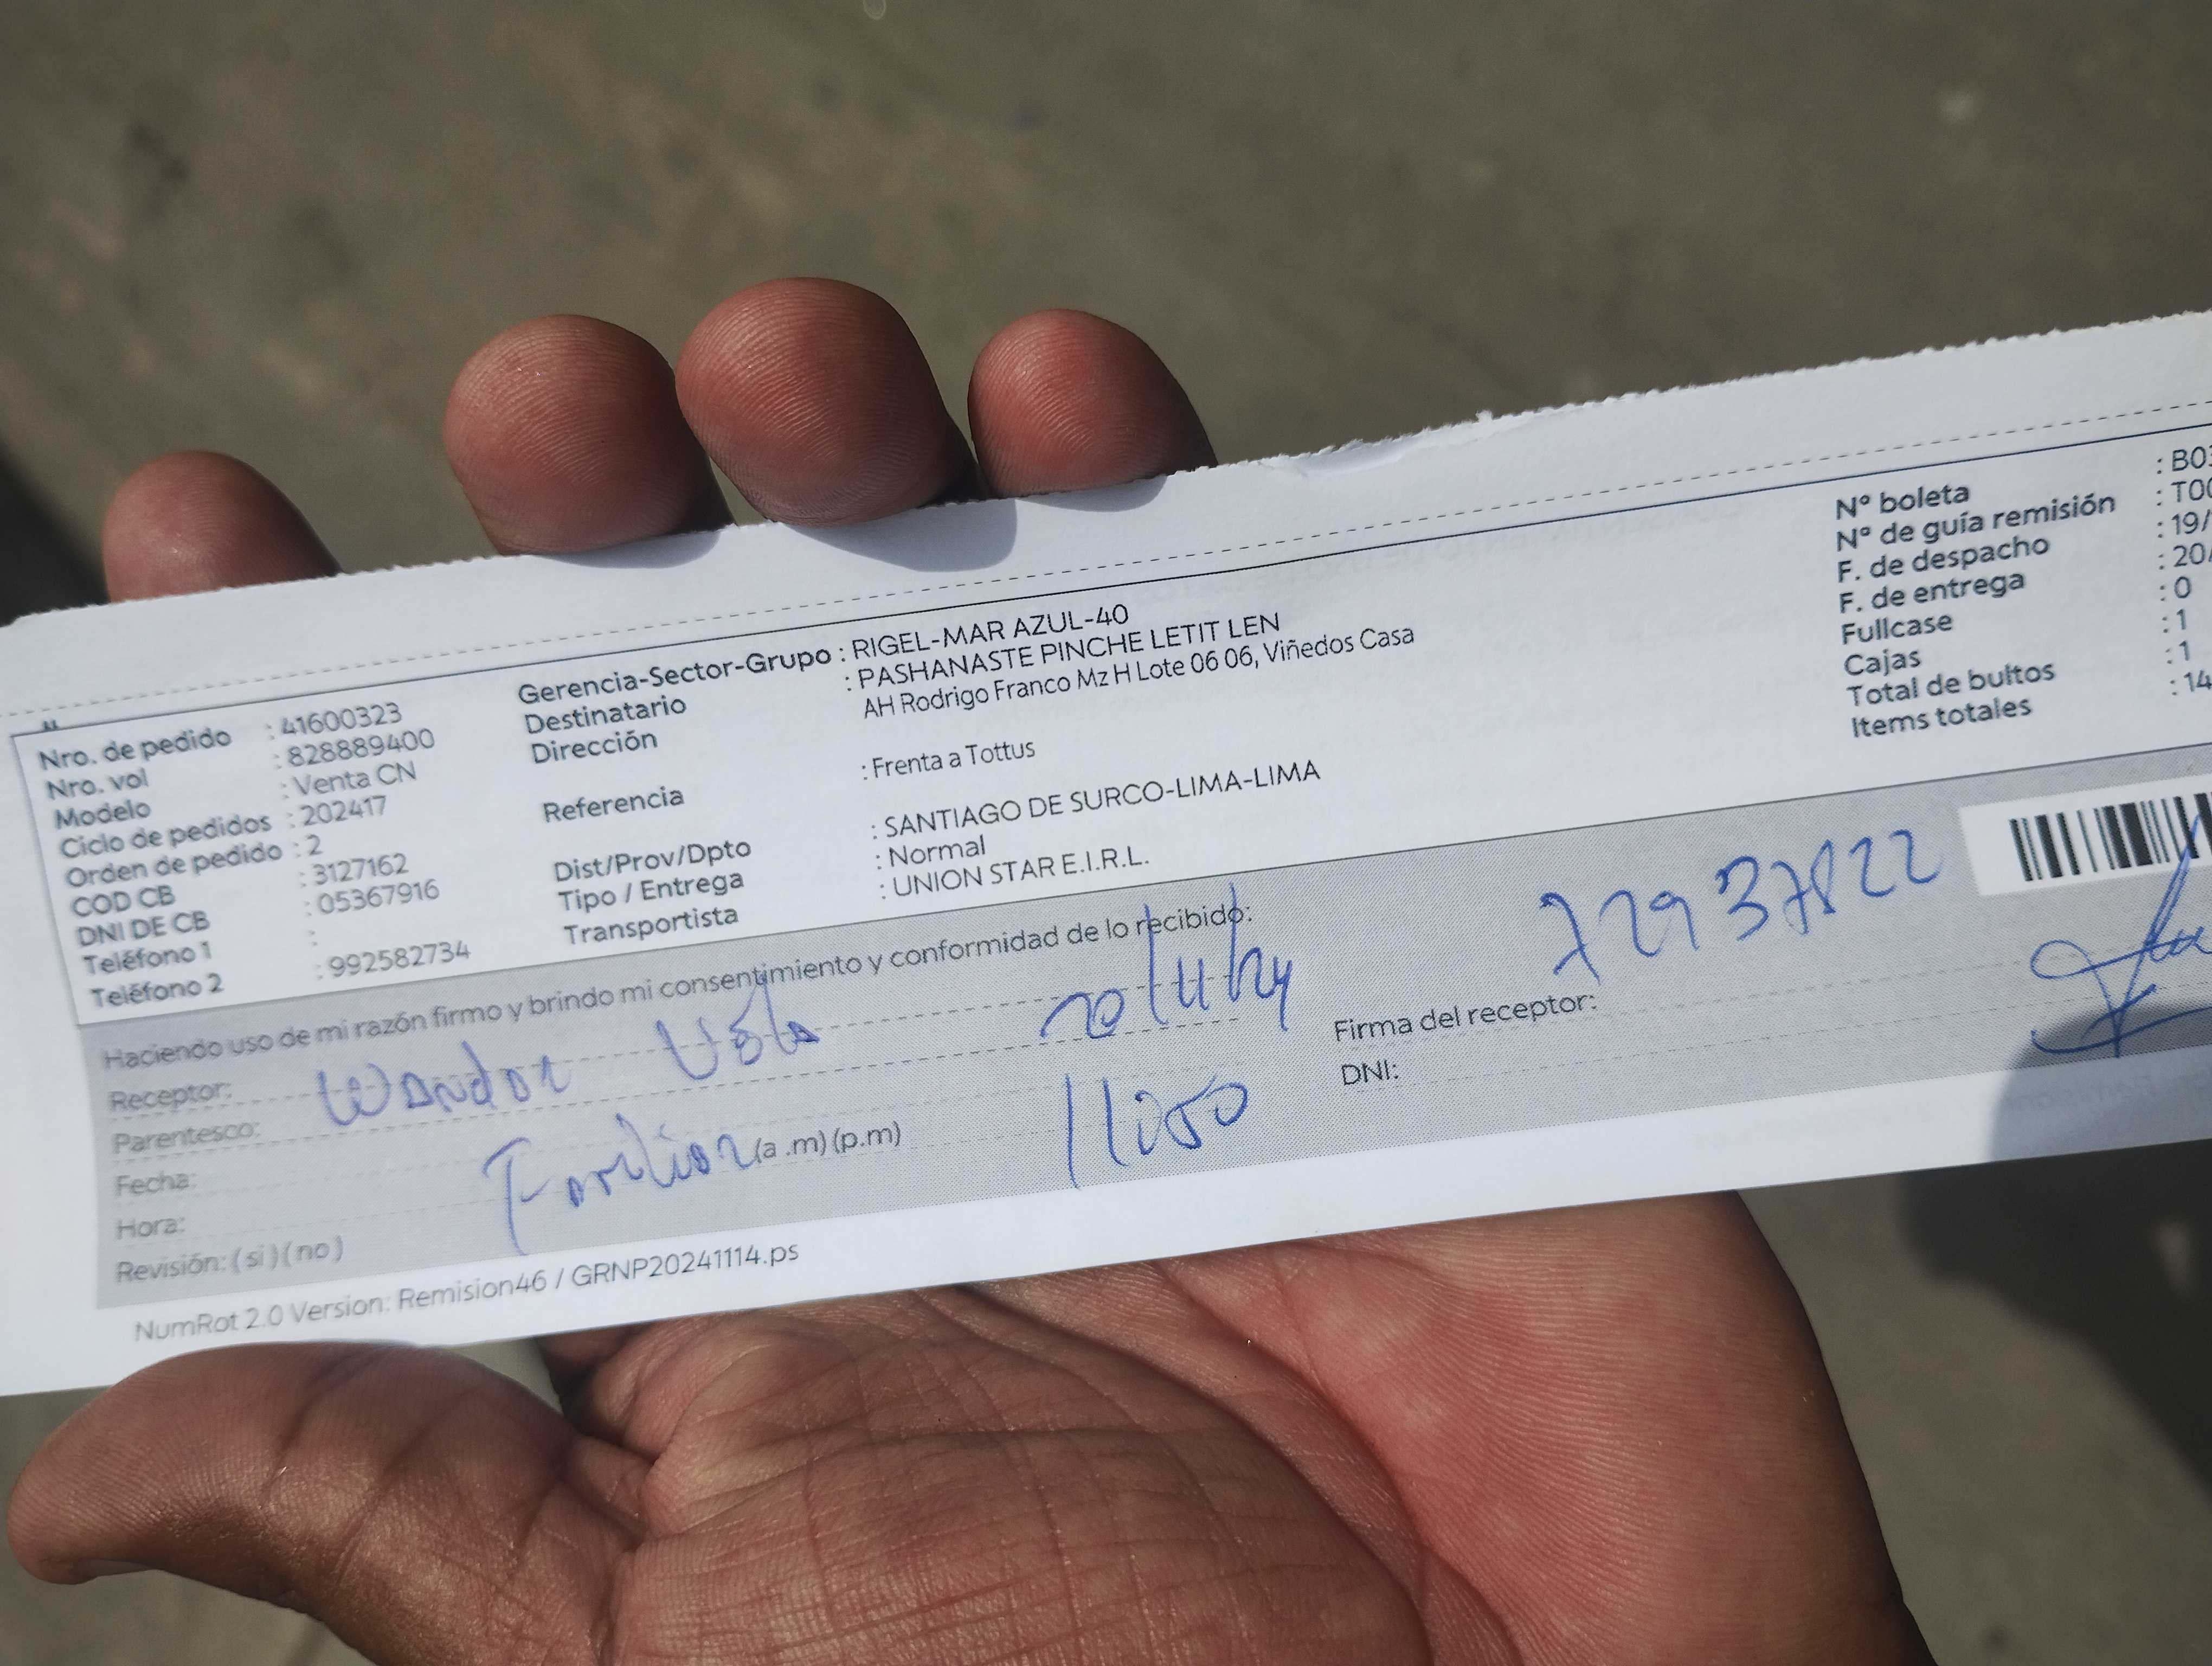 Nro. de pedido : 41600323
Nro. vol : 828889400
Modelo : Venta CN
Ciclo de pedidos : 202417
Orden de pedido : 2
COD CB : 3127162
DNI DE CB : 05367916
Teléfono 1 :
Teléfono 2 : 992582734
Gerencia-Sector-Grupo : RIGEL-MAR AZUL-40
Destinatario : PASHANASTE PINCHE LETIT LEN
Dirección AH Rodrigo Franco Mz H Lote 06 06, Viñedos Casa
Referencia : Frenta a Tottus
Dist/Prov/Dpto : SANTIAGO DE SURCO-LIMA-LIMA
Tipo / Entrega : Normal
Transportista : UNION STAR E.I.R.L.
N° boleta : B03
N° de guía remisión : T00
F. de despacho : 19/
F. de entrega : 20/
Fullcase : 0
Cajas : 1
Total de bultos : 1
Items totales : 14
Haciendo uso de mi razón firmo y brindo mi consentimiento y conformidad de lo recibido:
Receptor:
Parentesco:
Fecha: 20/11/24
Hora: (a .m) (p.m) 11:50
Revisión: ( si ) ( no )
Firma del receptor:
DNI: 72937822
NumRot 2.0 Version: Remision46 / GRNP20241114.ps